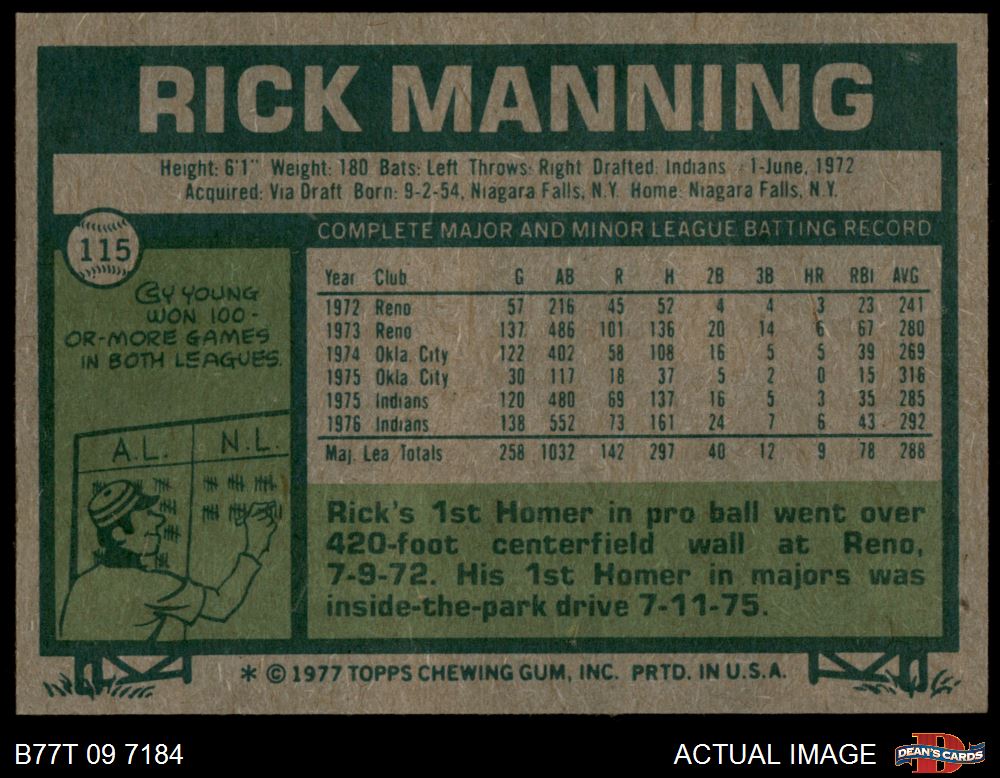 RICK MANNING
Height: 6'1" Weight: 180 Bats: Left Throws: Right Drafted: Indians 1-June, 1972
Acquired: Via Draft Born: 9-2-54, Niagara Falls, N.Y. Home: Niagara Falls, N.Y.
115
COMPLETE MAJOR AND MINOR LEAGUE BATTING RECORD
CY YOUNG
WON 100-
OR-MORE GAMES
IN BOTH LEAGUES.
A.L. N.L.
Year Club G AB R H 2B 3B HR RBI AVG
1972 Reno 57 216 45 52 4 4 3 23 241
1973 Reno 137 486 101 136 20 14 6 67 280
1974 Okla. City 122 402 58 108 16 5 5 39 269
1975 Okla. City 30 117 18 37 5 2 0 15 316
1975 Indians 120 480 69 137 16 5 3 35 285
1976 Indians 138 552 73 161 24 7 6 43 292
Maj. Lea Totals 258 1032 142 297 40 12 9 78 288
Rick's 1st Homer in pro ball went over
420-foot centerfield wall at Reno,
7-9-72. His 1st Homer in majors was
inside-the-park drive 7-11-75.
* © 1977 TOPPS CHEWING GUM, INC. PRTD. IN U.S.A.
B77T 09 7184
ACTUAL IMAGE
DEAN'S CARDS